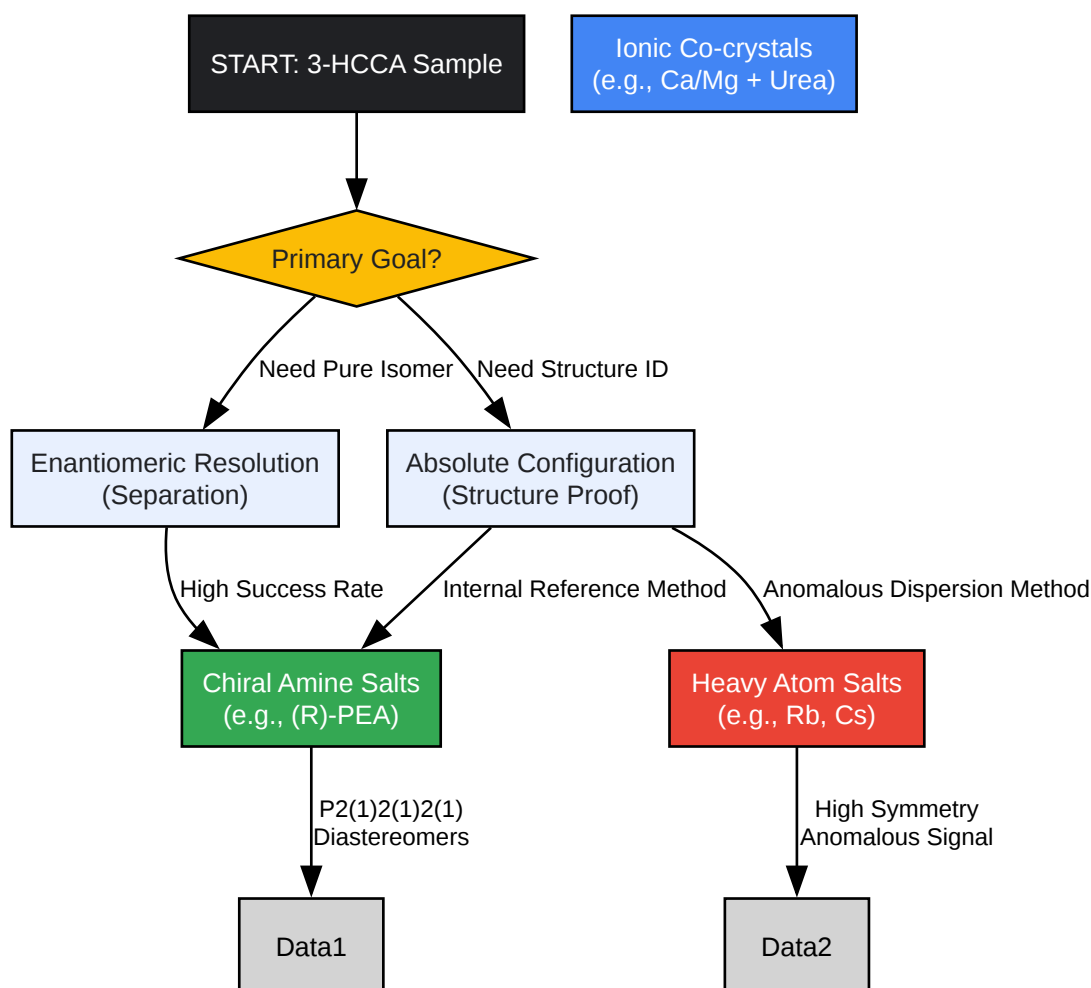 START: 3-HCCA Sample
Ionic Co-crystals
(e.g., Ca/Mg + Urea)
Primary Goal?
Need Pure Isomer
Need Structure ID
Enantiomeric Resolution
(Separation)
Absolute Configuration
(Structure Proof)
High Success Rate
Internal Reference Method
Anomalous Dispersion Method
Chiral Amine Salts
(e.g., (R)-PEA)
Heavy Atom Salts
(e.g., Rb, Cs)
P2(1)2(1)2(1)
Diastereomers
High Symmetry
Anomalous Signal
Data1
Data2